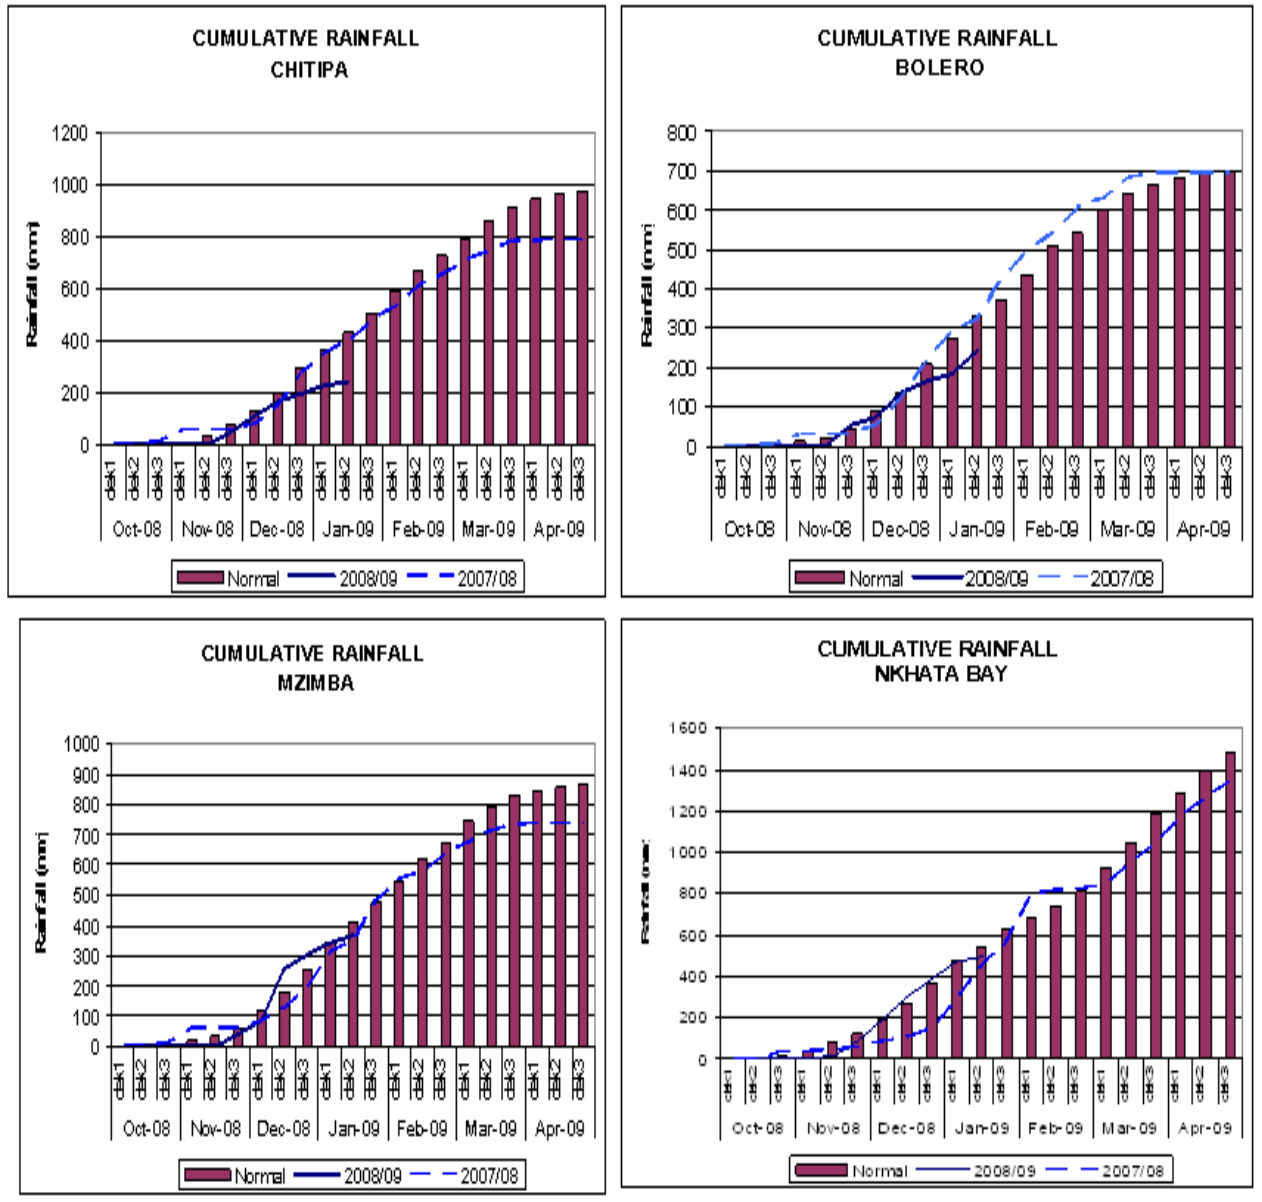 CUMULATIVE RAINFALL
CHITIPA
Rainfall (mm)
1200
1000
800
600
400
200
0
dek1 dek2 dek3 dek1 dek2 dek3 dek1 dek2 dek3 dek1 dek2 dek3 dek1 dek2 dek3 dek1 dek2 dek3 dek1 dek2 dek3
Oct-08 Nov-08 Dec-08 Jan-09 Feb-09 Mar-09 Apr-09
Normal 2008/09 2007/08
CUMULATIVE RAINFALL
BOLERO
Rainfall (mm)
800
700
600
500
400
300
200
100
0
dek1 dek2 dek3 dek1 dek2 dek3 dek1 dek2 dek3 dek1 dek2 dek3 dek1 dek2 dek3 dek1 dek2 dek3 dek1 dek2 dek3
Oct-08 Nov-08 Dec-08 Jan-09 Feb-09 Mar-09 Apr-09
Normal 2008/09 2007/08
CUMULATIVE RAINFALL
MZIMBA
Rainfall (mm)
1000
900
800
700
600
500
400
300
200
100
0
dek1 dek2 dek3 dek1 dek2 dek3 dek1 dek2 dek3 dek1 dek2 dek3 dek1 dek2 dek3 dek1 dek2 dek3 dek1 dek2 dek3
Oct-08 Nov-08 Dec-08 Jan-09 Feb-09 Mar-09 Apr-09
Normal 2008/09 2007/08
CUMULATIVE RAINFALL
NKHATA BAY
Rainfall (mm)
1600
1400
1200
1000
800
600
400
200
0
dek1 dek2 dek3 dek1 dek2 dek3 dek1 dek2 dek3 dek1 dek2 dek3 dek1 dek2 dek3 dek1 dek2 dek3 dek1 dek2 dek3
Oct-08 Nov-08 Dec-08 Jan-09 Feb-09 Mar-09 Apr-09
Normal 2008/09 2007/08